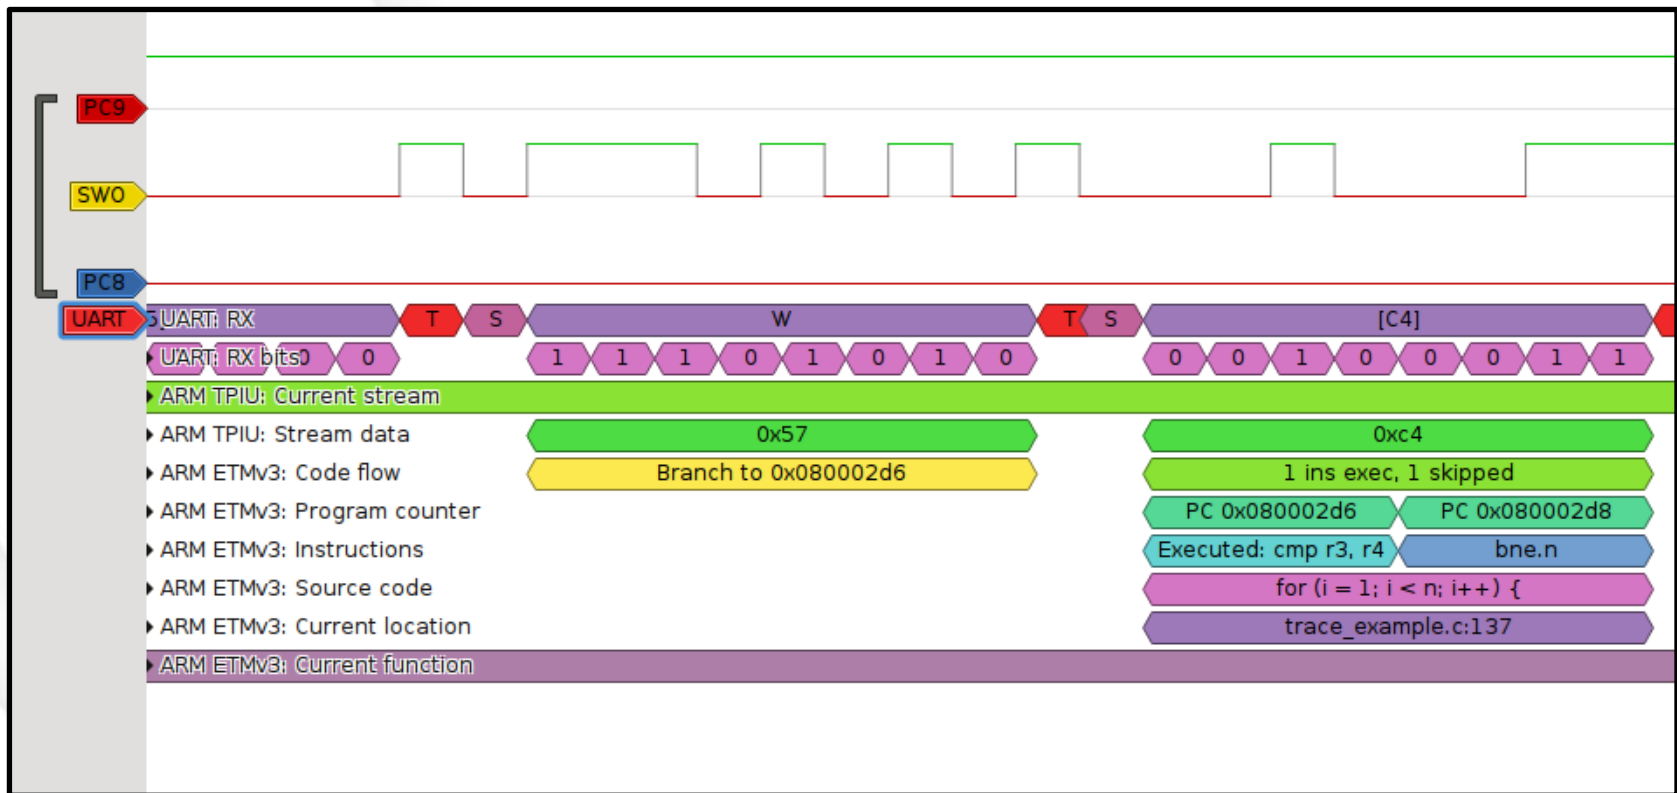 PC9
SWO
PC8
UART UART: RX T S W T S [C4]
UART: RX bits 0 0 1 1 1 0 1 0 1 0 0 0 1 0 0 0 1 1
ARM TPIU: Current stream
ARM TPIU: Stream data 0x57 0xc4
ARM ETMv3: Code flow Branch to 0x080002d6 1 ins exec, 1 skipped
ARM ETMv3: Program counter PC 0x080002d6 PC 0x080002d8
ARM ETMv3: Instructions Executed: cmp r3, r4 bne.n
ARM ETMv3: Source code for (i = 1; i < n; i++) {
ARM ETMv3: Current location trace_example.c:137
ARM ETMv3: Current function